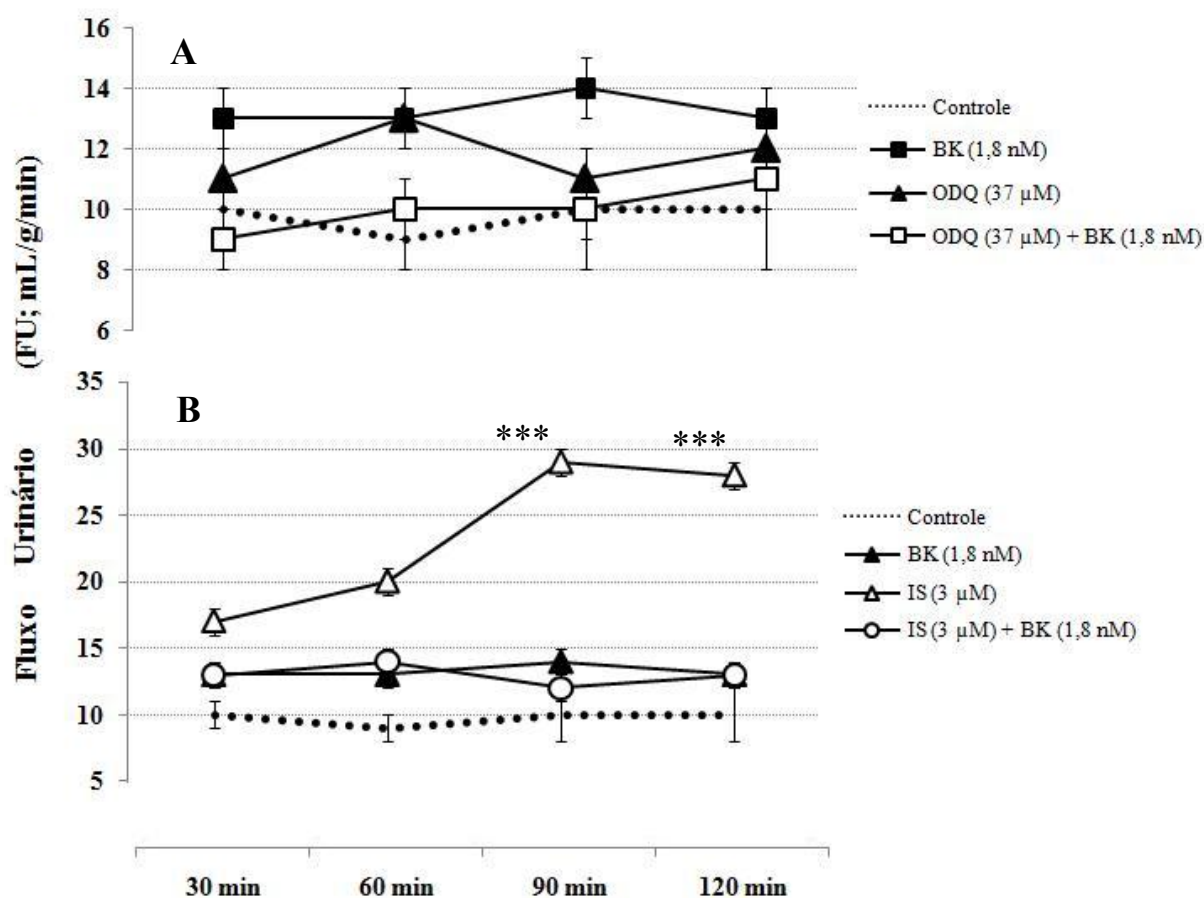 A
16
14
12
10
8
6
Controle
BK (1,8 nM)
ODQ (37 µM)
ODQ (37 µM) + BK (1,8 nM)
Fluxo Urinário (FU; mL/g/min)
B
35
30
25
20
15
10
5
***
***
Controle
BK (1,8 nM)
IS (3 µM)
IS (3 µM) + BK (1,8 nM)
30 min
60 min
90 min
120 min